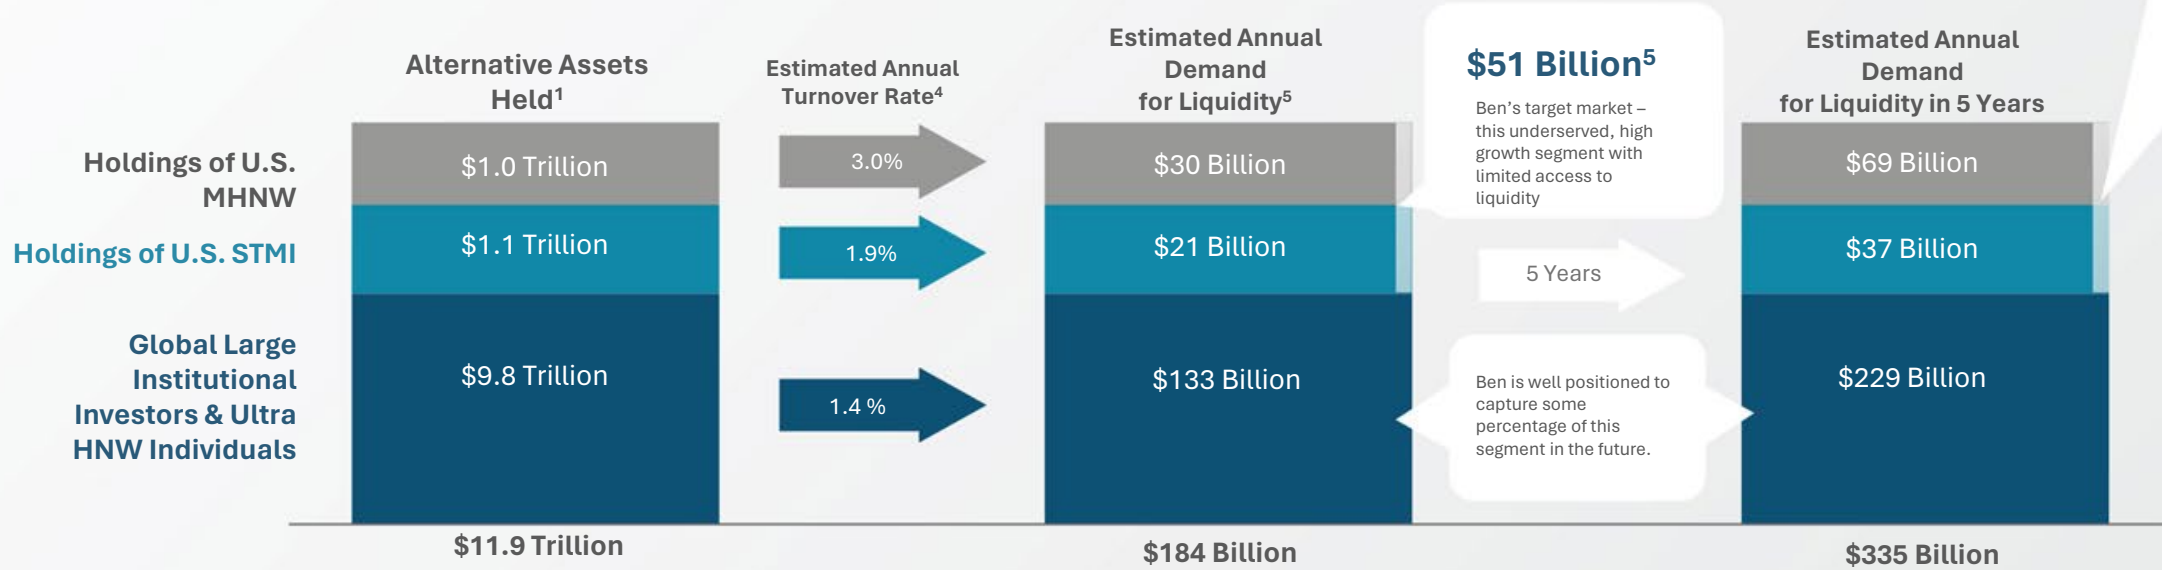 Alternative Assets
Held¹
Estimated Annual
Turnover Rate⁴
Estimated Annual
Demand
for Liquidity⁵
$51 Billion⁵
Ben's target market –
this underserved, high
growth segment with
limited access to
liquidity
Estimated Annual
Demand
for Liquidity in 5 Years
Holdings of U.S.
MHNW
$1.0 Trillion
3.0%
$30 Billion
$69 Billion
Holdings of U.S. STMI
$1.1 Trillion
1.9%
$21 Billion
5 Years
$37 Billion
Global Large
Institutional
Investors & Ultra
HNW Individuals
$9.8 Trillion
1.4 %
$133 Billion
Ben is well positioned to
capture some
percentage of this
segment in the future.
$229 Billion
$11.9 Trillion
$184 Billion
$335 Billion